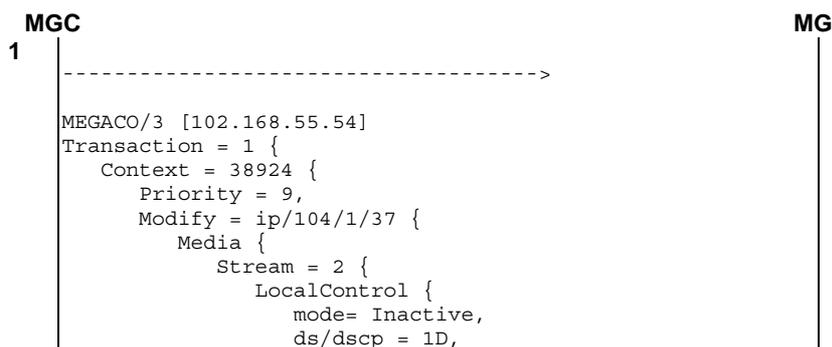 MGC MG
1
------------------------------------->
MEGACO/3 [102.168.55.54]
Transaction = 1 {
Context = 38924 {
Priority = 9,
Modify = ip/104/1/37 {
Media {
Stream = 2 {
LocalControl {
mode= Inactive,
ds/dscp = 1D,